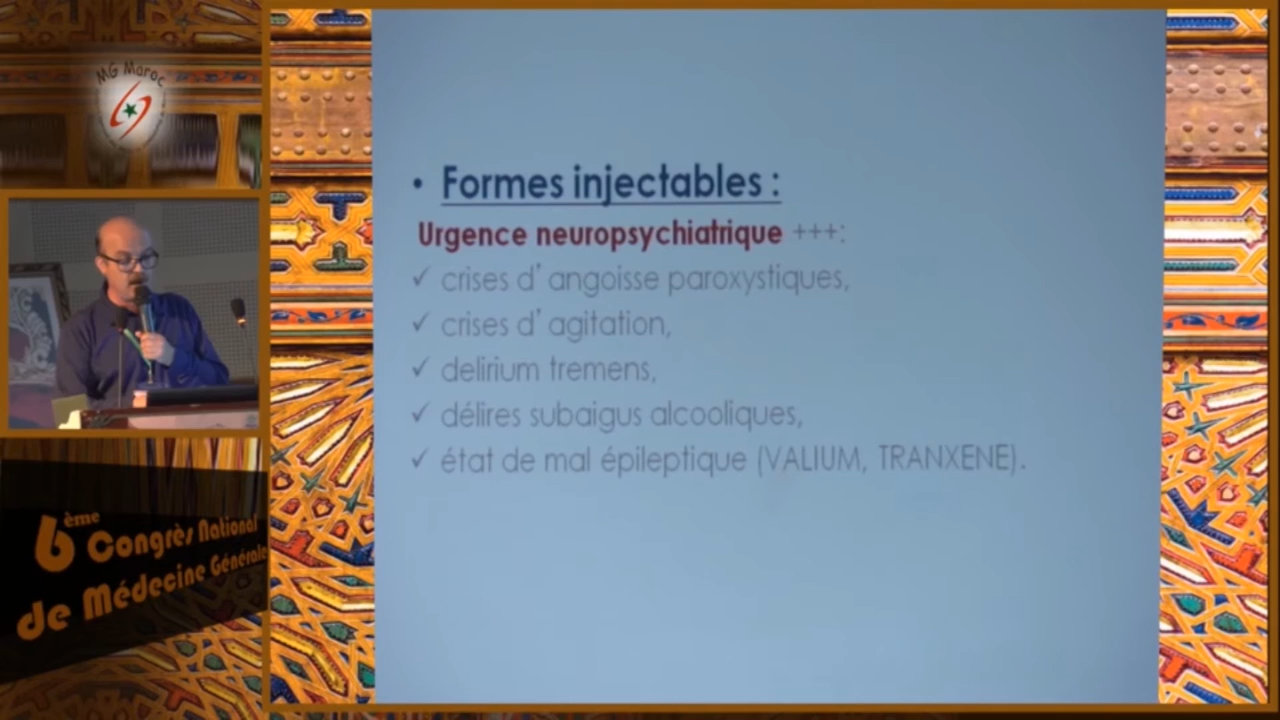 MG Maroc
• Formes injectables :
Urgence neuropsychiatrique +++:
✓ crises d' angoisse paroxystiques,
✓ crises d' agitation,
✓ delirium tremens,
✓ délires subaigus alcooliques,
✓ état de mal épileptique (VALIUM, TRANXENE).
6ème Congrès National
de Médecine Générale